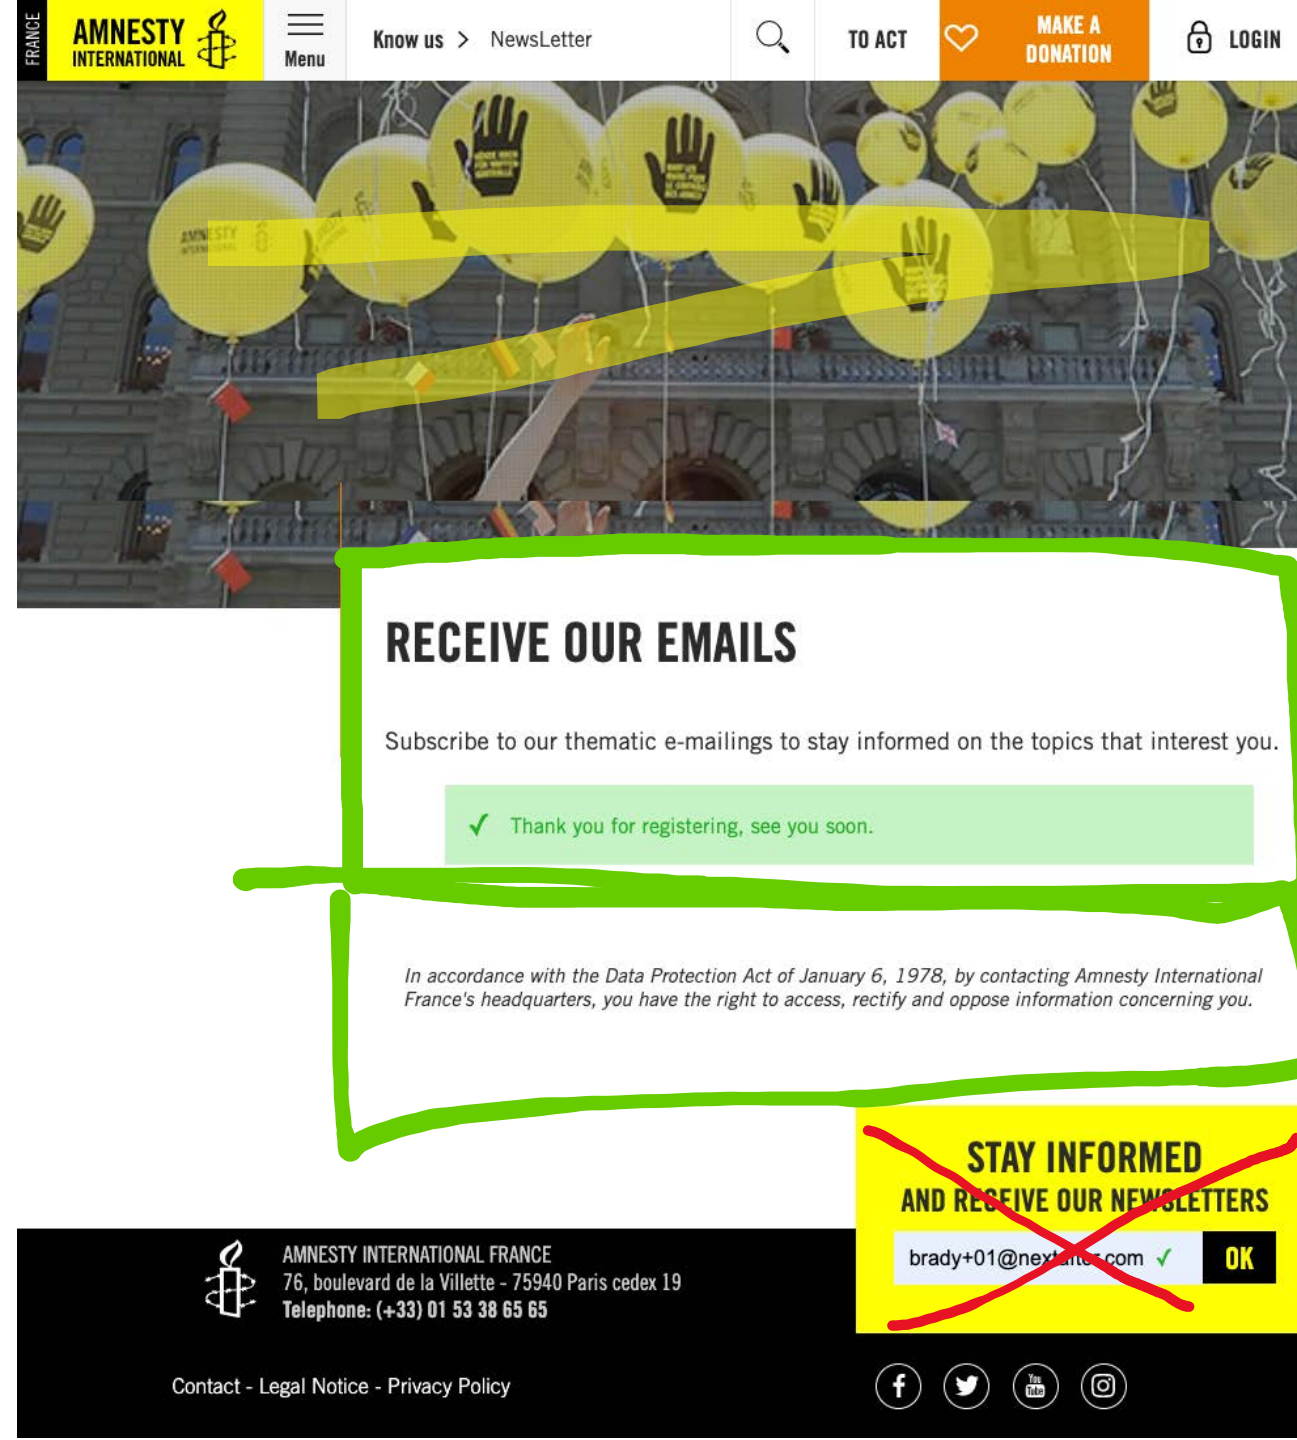 FRANCE
AMNESTY
INTERNATIONAL
Menu
Know us > NewsLetter
TO ACT
MAKE A
DONATION
LOGIN
AMNESTY
RECEIVE OUR EMAILS
Subscribe to our thematic e-mailings to stay informed on the topics that interest you.
✓ Thank you for registering, see you soon.
In accordance with the Data Protection Act of January 6, 1978, by contacting Amnesty International
France's headquarters, you have the right to access, rectify and oppose information concerning you.
STAY INFORMED
AND RECEIVE OUR NEWSLETTERS
OK
AMNESTY INTERNATIONAL FRANCE
76, boulevard de la Villette - 75940 Paris cedex 19
Telephone: (+33) 01 53 38 65 65
Contact - Legal Notice - Privacy Policy
You
Tube